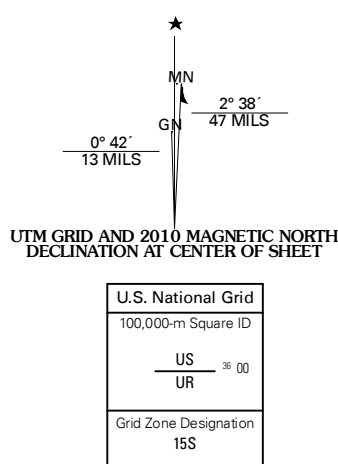 ★
MN
GN
2° 38´
47 MILS
0° 42´
13 MILS
UTM GRID AND 2010 MAGNETIC NORTH
DECLINATION AT CENTER OF SHEET
U.S. National Grid
100,000-m Square ID
US
36 00
UR
Grid Zone Designation
15S